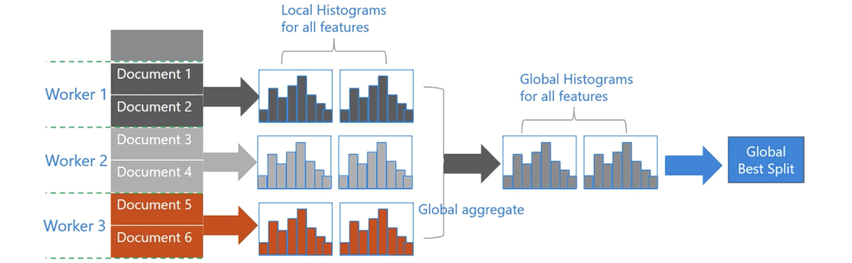 Local Histograms
for all features
Document 1
Worker 1
Document 2
Document 3
Worker 2
Document 4
Document 5
Worker 3
Document 6
Global aggregate
Global Histograms
for all features
Global
Best Split